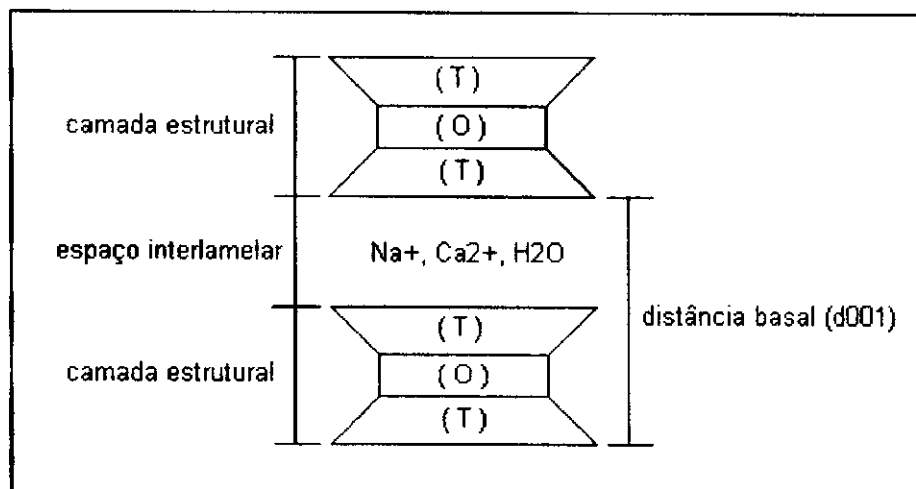 (T)
camada estrutural
(O)
(T)
espaço interlamelar
Na+, Ca2+, H2O
(T)
distância basal (d001)
camada estrutural
(O)
(T)